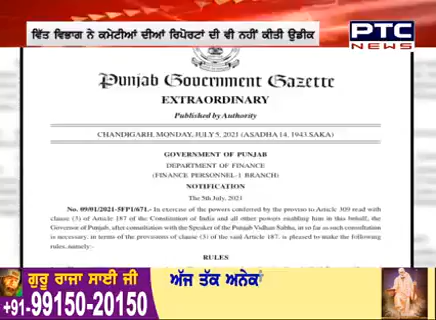 ਵਿੱਤ ਵਿਭਾਗ ਨੇ ਕਮੇਟੀਆਂ ਦੀਆਂ ਰਿਪੋਰਟਾਂ ਦੀ ਵੀ ਨਹੀਂ ਕੀਤੀ ਉਡੀਕ
PTC
NEWS
Punjab Government Gazette
EXTRAORDINARY
Published by Authority
CHANDIGARH, MONDAY, JULY 5, 2021 (ASADHA 14, 1943 SAKA)
GOVERNMENT OF PUNJAB
DEPARTMENT OF FINANCE
(FINANCE PERSONNEL-1 BRANCH)
NOTIFICATION
The 5th July, 2021
No. 09/01/2021-5FP1/671.- In exercise of the powers conferred by the proviso to Article 309 read with
clause (3) of Article 187 of the Constitution of India and all other powers enabling him in this behalf, the
Governor of Punjab, after consultation with the Speaker of the Punjab Vidhan Sabha, in so far as such consultation
is necessary, in terms of the provisions of clause (3) of the said Article 187, is pleased to make the following
rules, namely:-
RULES
ਗੁਰੂ ਰਾਜਾ ਸਾਈ ਜੀ
+91-99150-20150
ਅੱਜ ਤੱਕ ਅਨੇਕਾਂ